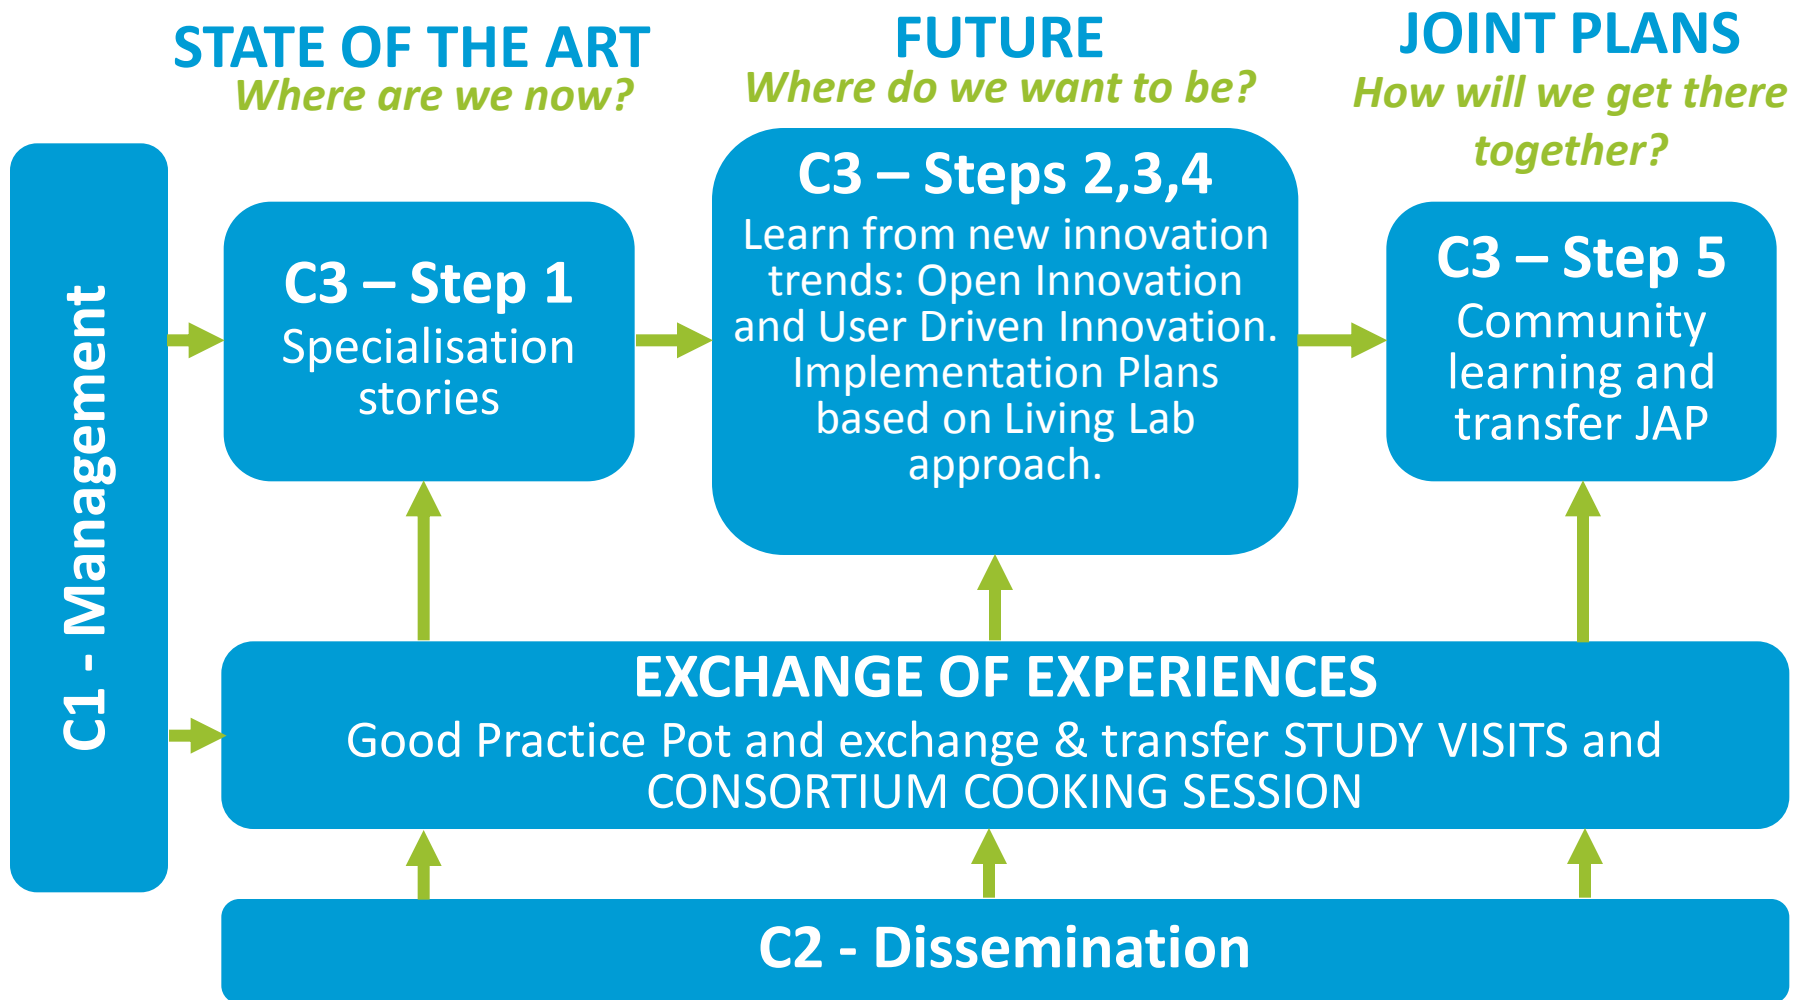 STATE OF THE ART
Where are we now?
FUTURE
Where do we want to be?
JOINT PLANS
How will we get there
together?
C1 - Management
C3 – Step 1
Specialisation
stories
C3 – Steps 2,3,4
Learn from new innovation
trends: Open Innovation
and User Driven Innovation.
Implementation Plans
based on Living Lab
approach.
C3 – Step 5
Community
learning and
transfer JAP
EXCHANGE OF EXPERIENCES
Good Practice Pot and exchange & transfer STUDY VISITS and
CONSORTIUM COOKING SESSION
C2 - Dissemination